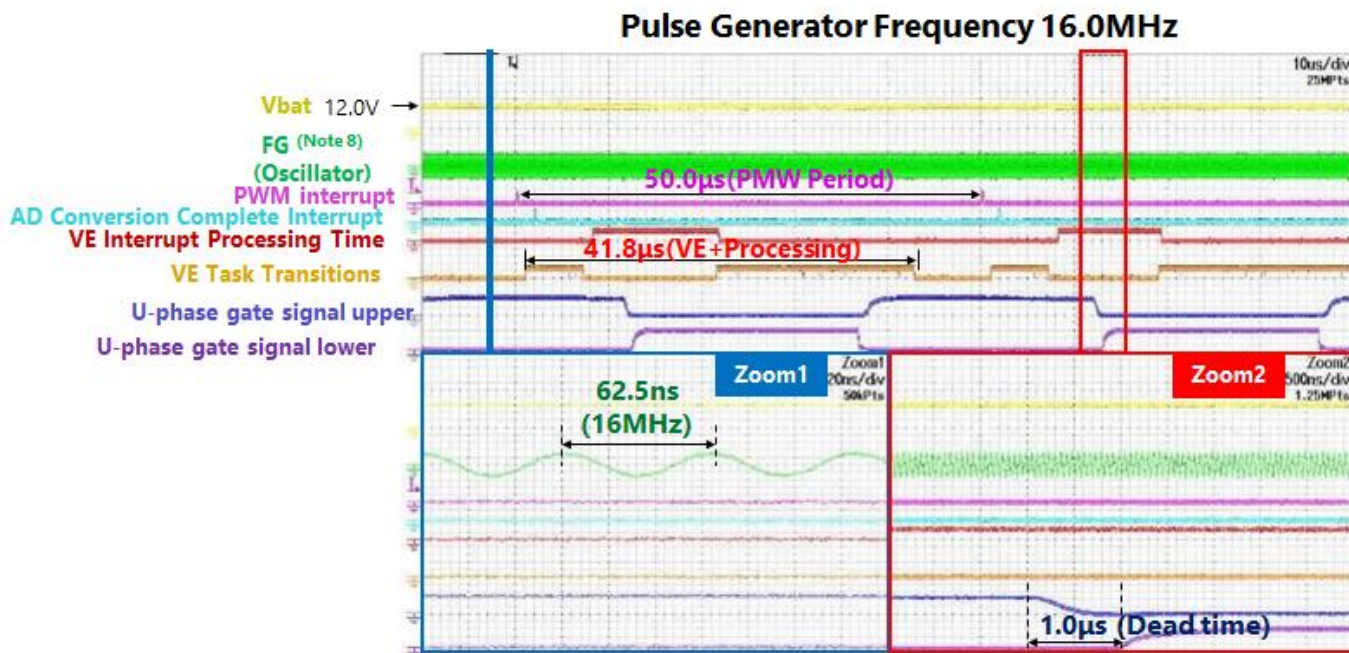 Pulse Generator Frequency 16.0MHz
10us/div
25MPts
Vbat 12.0V
FG (Note 8)
(Oscillator)
PWM interrupt
50.0μs(PMW Period)
AD Conversion Complete Interrupt
VE Interrupt Processing Time
41.8μs(VE+Processing)
VE Task Transitions
U-phase gate signal upper
U-phase gate signal lower
Zoom1
Zoom1
20ns/div
50kPts
62.5ns
(16MHz)
Zoom2
Zoom2
500ns/div
1.25MPts
1.0μs (Dead time)